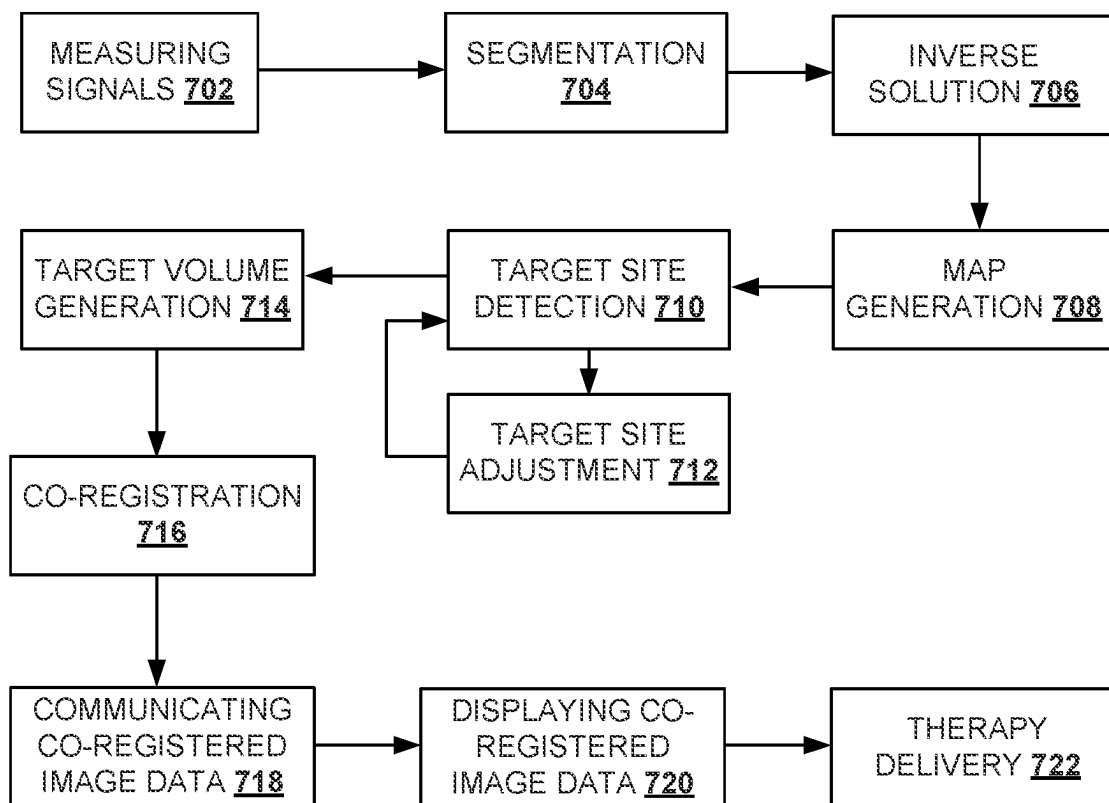 MEASURING
SIGNALS 702
SEGMENTATION
704
INVERSE
SOLUTION 706
MAP
GENERATION 708
TARGET SITE
DETECTION 710
TARGET SITE
ADJUSTMENT 712
TARGET VOLUME
GENERATION 714
CO-REGISTRATION
716
COMMUNICATING
CO-REGISTERED
IMAGE DATA 718
DISPLAYING CO-
REGISTERED
IMAGE DATA 720
THERAPY
DELIVERY 722